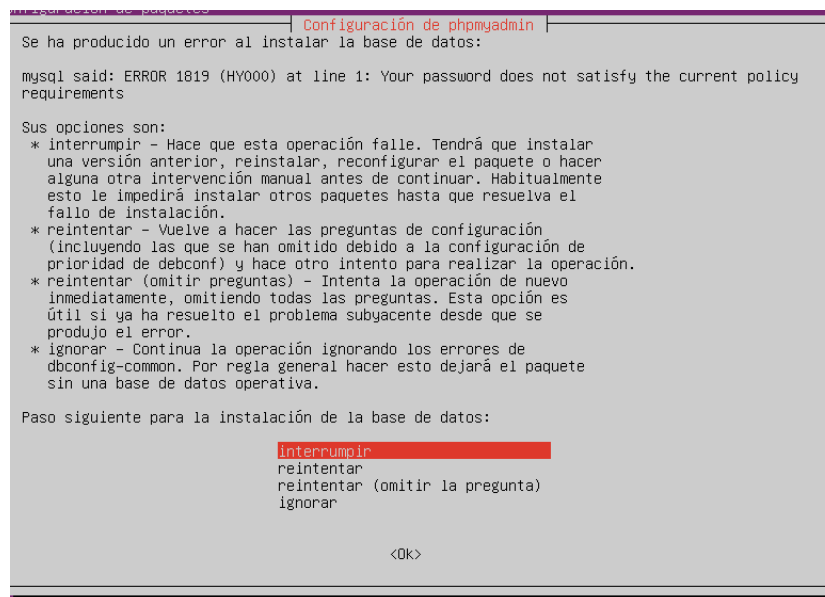 Configuración de paquetes
Configuración de phpmyadmin
Se ha producido un error al instalar la base de datos:
mysql said: ERROR 1819 (HY000) at line 1: Your password does not satisfy the current policy
requirements
Sus opciones son:
* interrumpir - Hace que esta operación falle. Tendrá que instalar
una versión anterior, reinstalar, reconfigurar el paquete o hacer
alguna otra intervención manual antes de continuar. Habitualmente
esto le impedirá instalar otros paquetes hasta que resuelva el
fallo de instalación.
* reintentar - Vuelve a hacer las preguntas de configuración
(incluyendo las que se han omitido debido a la configuración de
prioridad de debconf) y hace otro intento para realizar la operación.
* reintentar (omitir preguntas) - Intenta la operación de nuevo
inmediatamente, omitiendo todas las preguntas. Esta opción es
útil si ya ha resuelto el problema subyacente desde que se
produjo el error.
* ignorar - Continua la operación ignorando los errores de
dbconfig-common. Por regla general hacer esto dejará el paquete
sin una base de datos operativa.
Paso siguiente para la instalación de la base de datos:
interrumpir
reintentar
reintentar (omitir la pregunta)
ignorar
<Ok>